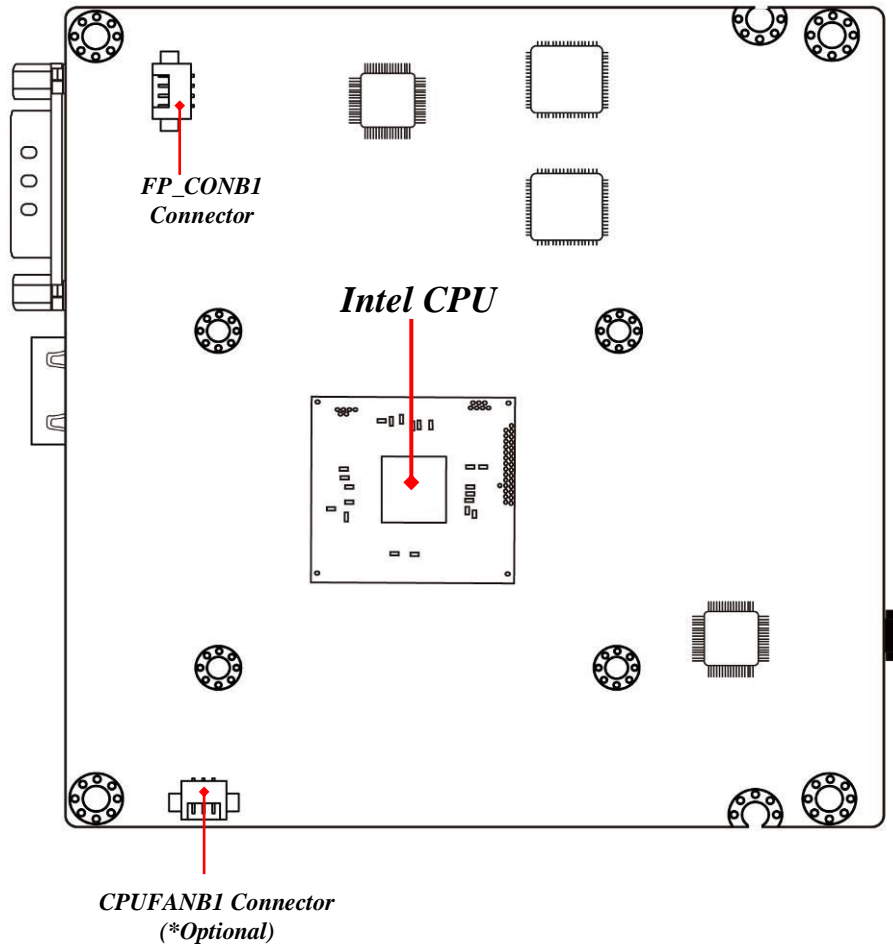 FP_CONB1
Connector
Intel CPU
CPUFANB1 Connector
(*Optional)